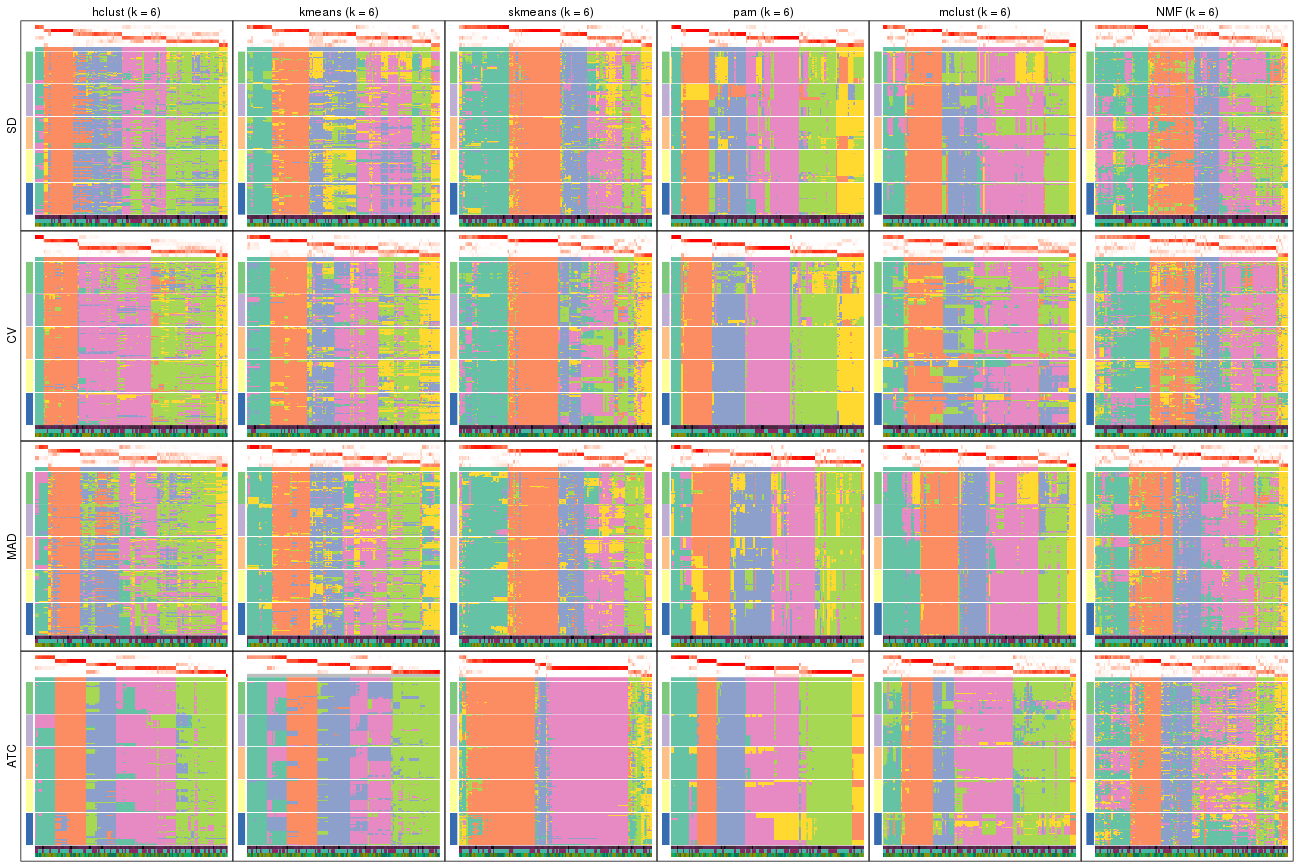 hclust (k = 6)
kmeans (k = 6)
skmeans (k = 6)
pam (k = 6)
mclust (k = 6)
NMF (k = 6)
SD
CV
MAD
ATC